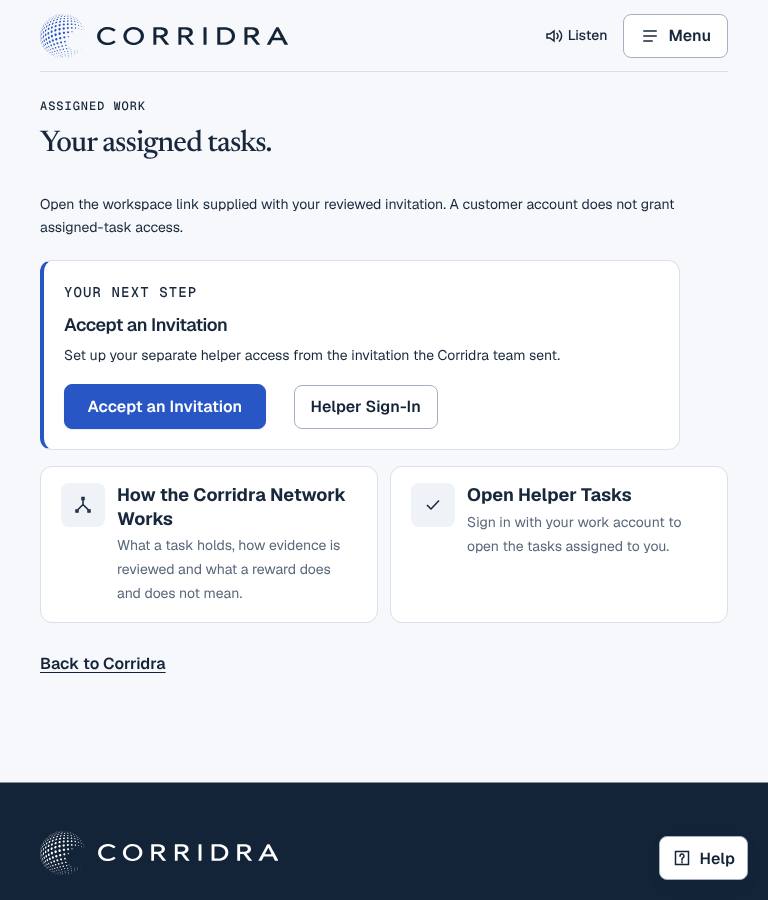 CORRIDRA
Listen
Menu
ASSIGNED WORK
Your assigned tasks.
Open the workspace link supplied with your reviewed invitation. A customer account does not grant
assigned-task access.
YOUR NEXT STEP
Accept an Invitation
Set up your separate helper access from the invitation the Corridra team sent.
Accept an Invitation
Helper Sign-In
How the Corridra Network
Works
What a task holds, how evidence is
reviewed and what a reward does
and does not mean.
Open Helper Tasks
Sign in with your work account to
open the tasks assigned to you.
Back to Corridra
CORRIDRA
Help